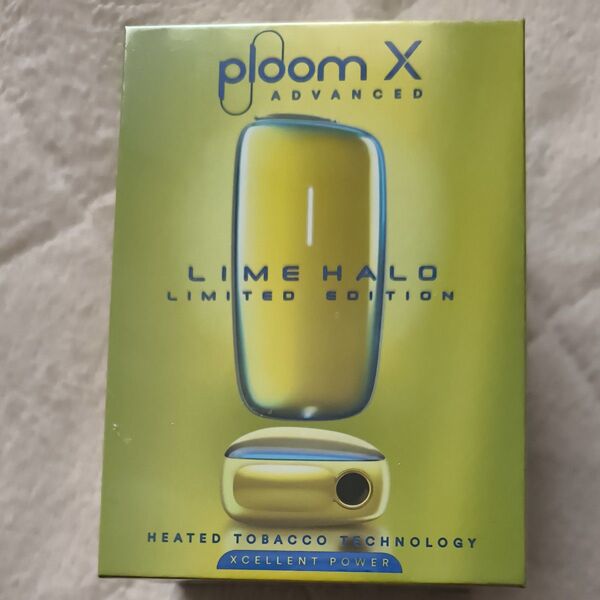 ploom X
ADVANCED
LIME HALO
LIMITED EDITION
HEATED TOBACCO TECHNOLOGY
XCELLENT POWER